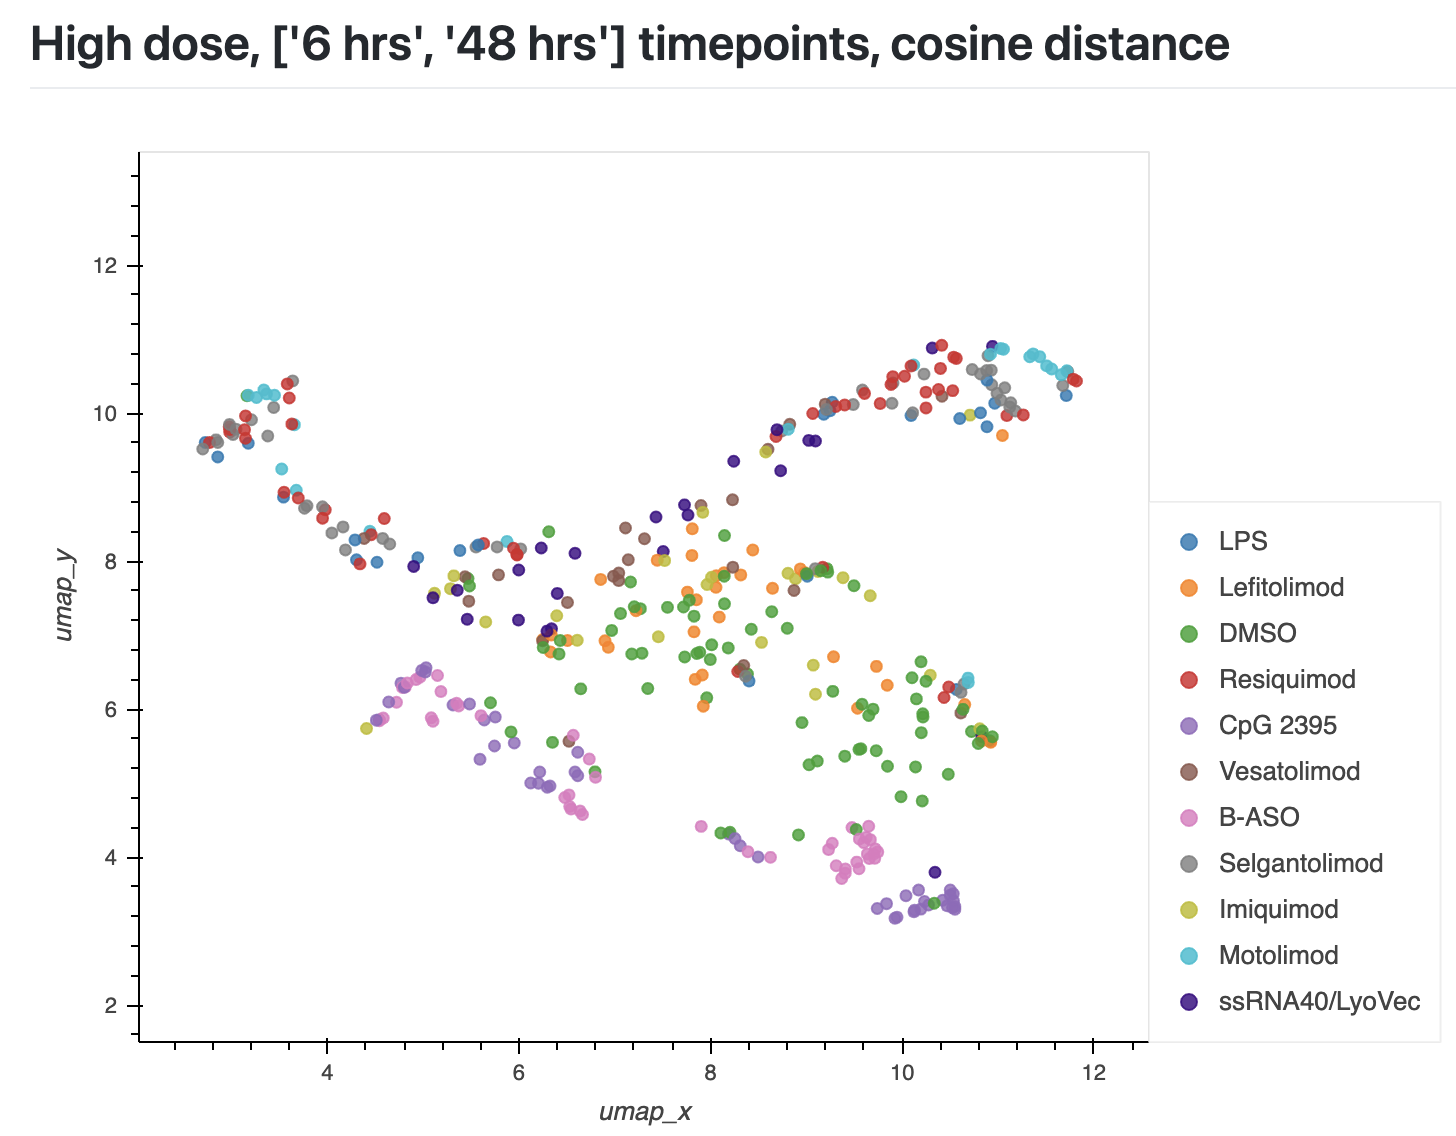 High dose, ['6 hrs', '48 hrs'] timepoints, cosine distance
12
10
8
6
4
2
umap_y
4 6 8 10 12
umap_x
LPS
Lefitolimod
DMSO
Resiquimod
CpG 2395
Vesatolimod
B-ASO
Selgantolimod
Imiquimod
Motolimod
ssRNA40/LyoVec